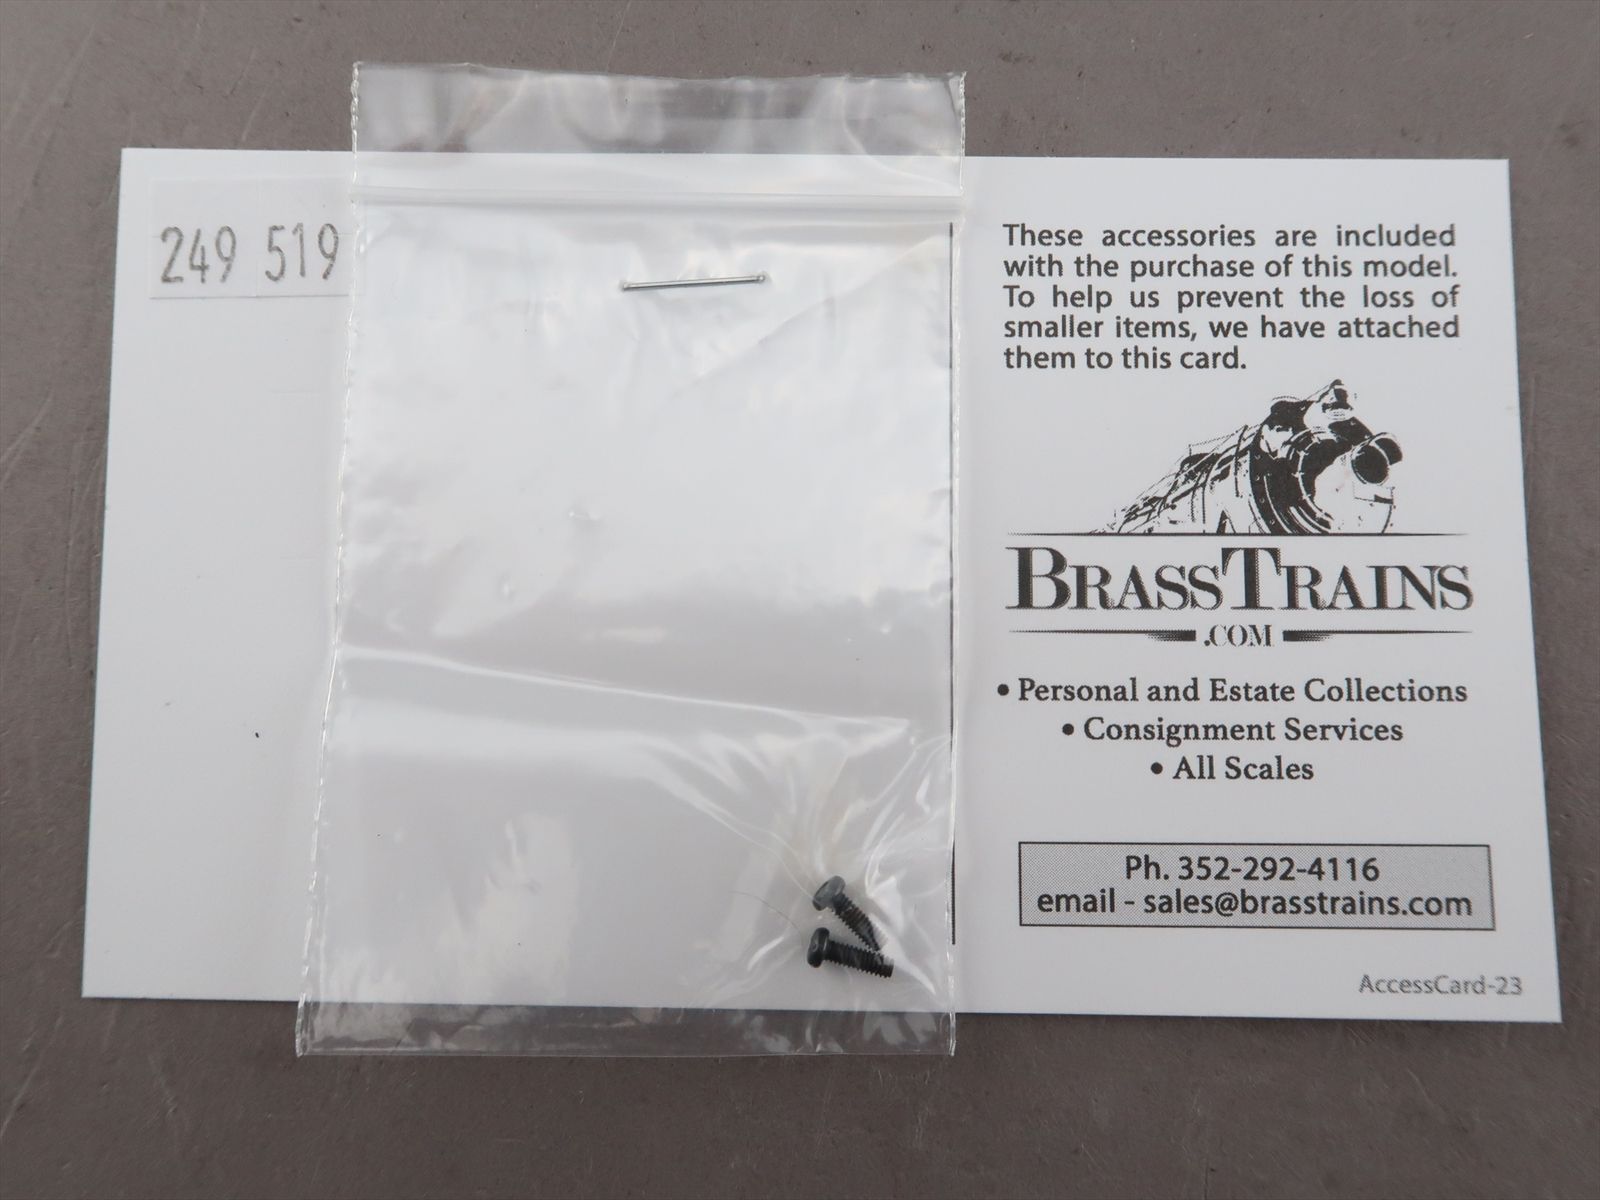 249 519
These accessories are included
with the purchase of this model.
To help us prevent the loss of
smaller items, we have attached
them to this card.
BRASSTRAINS
.COM
• Personal and Estate Collections
• Consignment Services
• All Scales
Ph. 352-292-4116
email - sales@brasstrains.com
AccessCard-23